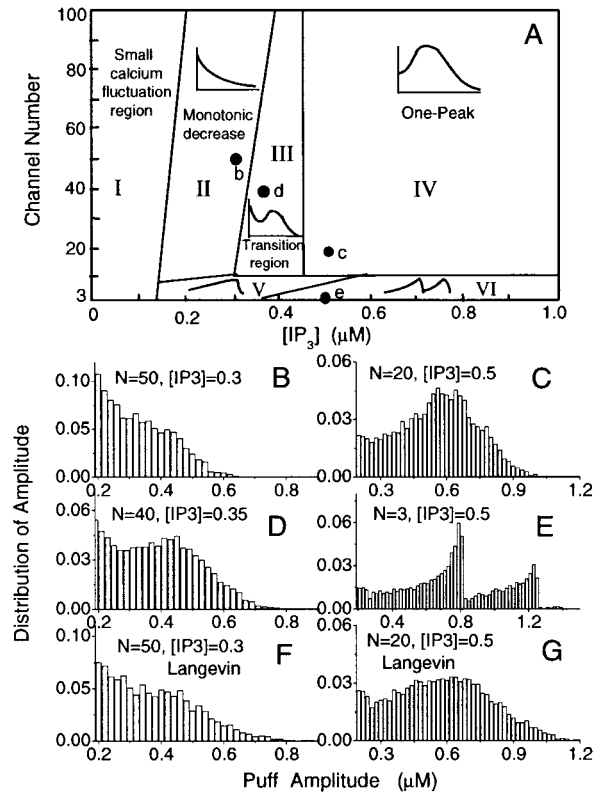 100
80
60
40
20
3
Channel Number
A
Small
calcium
fluctuation
region
Monotonic
decrease
One-Peak
I
II
III
IV
V
VI
b
d
c
e
Transition
region
0
0.2
0.4
0.6
0.8
1.0
[IP3] (μM)
Distribution of Amplitude
N=50, [IP3]=0.3
B
0.10
0.05
0.00
0.2
0.4
0.6
0.8
N=20, [IP3]=0.5
C
0.06
0.03
0.00
0.3
0.6
0.9
1.2
N=40, [IP3]=0.35
D
0.06
0.03
0.00
0.2
0.4
0.6
0.8
N=3, [IP3]=0.5
E
0.06
0.03
0.00
0.4
0.8
1.2
N=50, [IP3]=0.3
Langevin
F
0.10
0.05
0.00
0.2
0.4
0.6
0.8
N=20, [IP3]=0.5
Langevin
G
0.06
0.03
0.00
0.3
0.6
0.9
1.2
Puff Amplitude (μM)